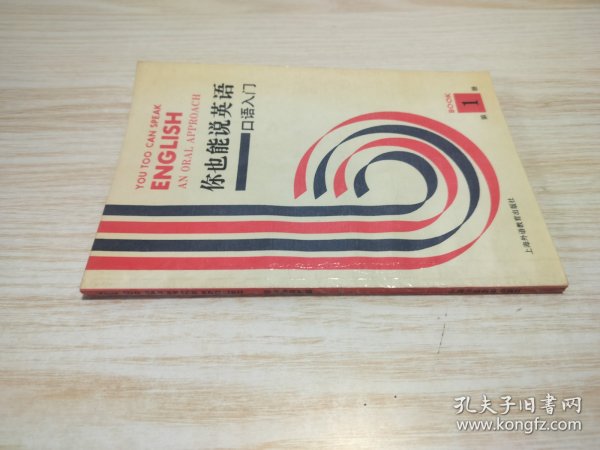 YOU TOO CAN SPEAK
ENGLISH
AN ORAL APPROACH
你也能说英语
口语入门
BOOK
1
第 册
上海外语教育出版社
孔夫子旧书网
www.kongfz.com